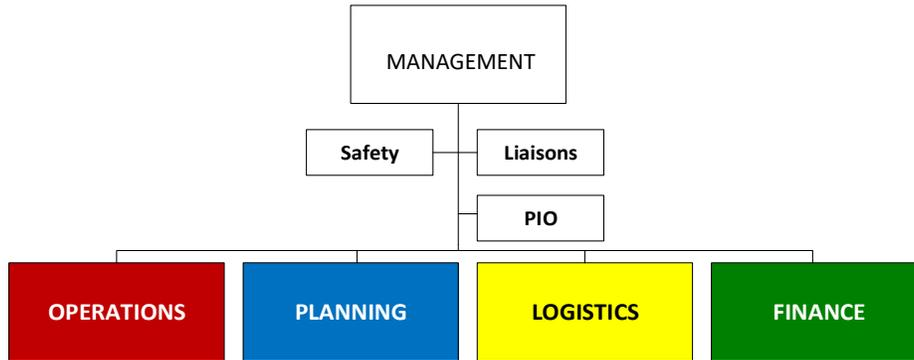 MANAGEMENT
Safety
Liaisons
PIO
OPERATIONS
PLANNING
LOGISTICS
FINANCE